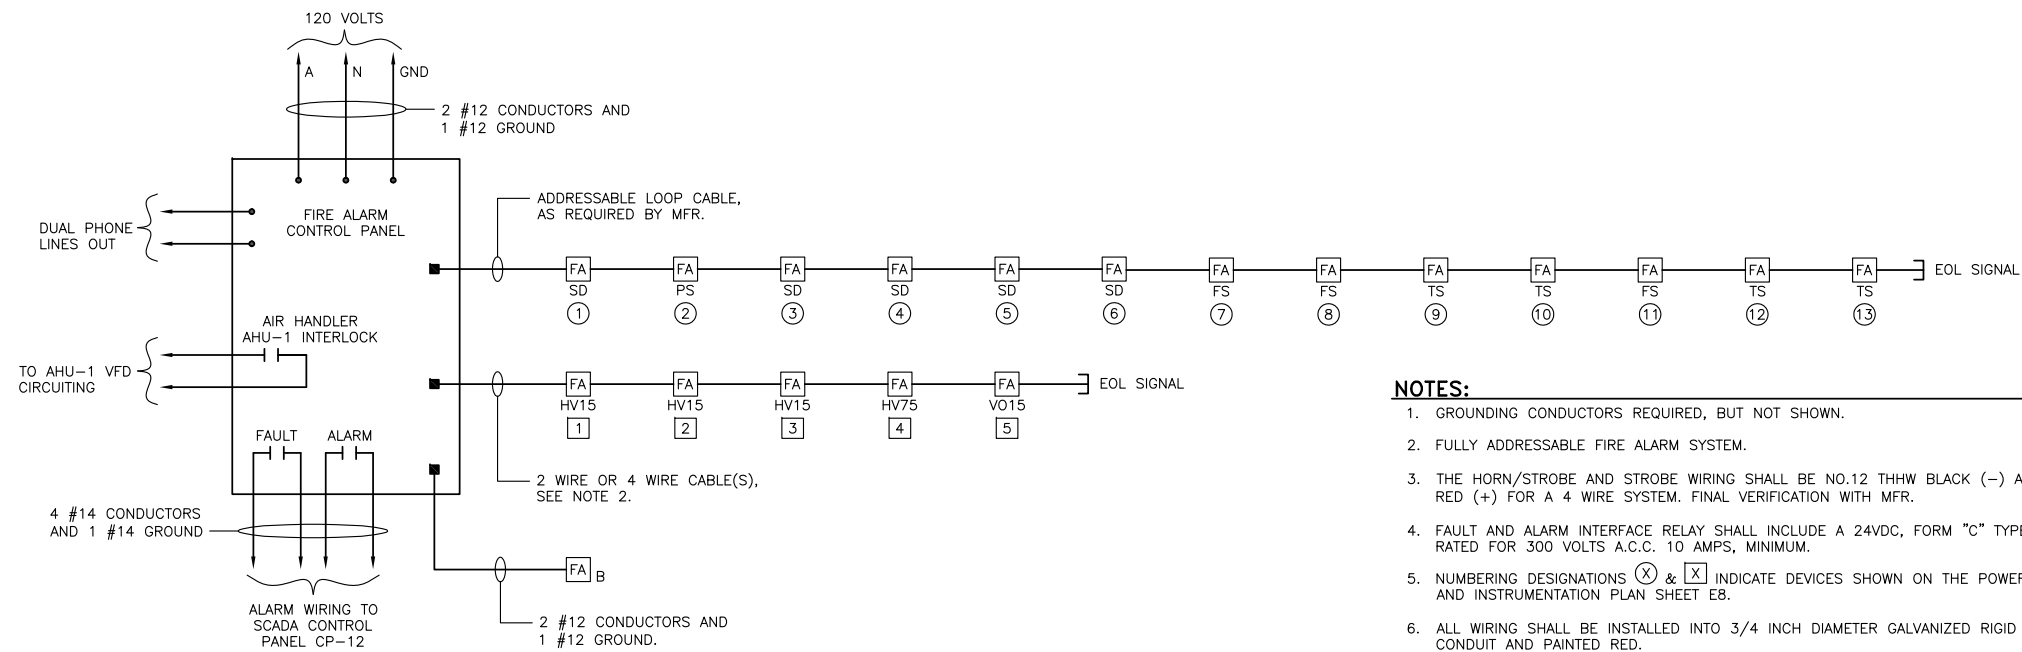 120 VOLTS
A
N
GND
2 #12 CONDUCTORS AND
1 #12 GROUND
DUAL PHONE
LINES OUT
FIRE ALARM
CONTROL PANEL
ADDRESSABLE LOOP CABLE,
AS REQUIRED BY MFR.
FA FA FA FA FA FA FA FA FA FA FA FA FA EOL SIGNAL
SD PS SD SD SD SD FS FS TS TS FS TS TS
1 2 3 4 5 6 7 8 9 10 11 12 13
AIR HANDLER
AHU-1 INTERLOCK
TO AHU-1 VFD
CIRCUITING
FA FA FA FA FA EOL SIGNAL
HV15 HV15 HV15 HV75 VO15
1 2 3 4 5
FAULT ALARM
2 WIRE OR 4 WIRE CABLE(S),
SEE NOTE 2.
4 #14 CONDUCTORS
AND 1 #14 GROUND
FA B
ALARM WIRING TO
SCADA CONTROL
PANEL CP-12
2 #12 CONDUCTORS AND
1 #12 GROUND.
NOTES:
1. GROUNDING CONDUCTORS REQUIRED, BUT NOT SHOWN.
2. FULLY ADDRESSABLE FIRE ALARM SYSTEM.
3. THE HORN/STROBE AND STROBE WIRING SHALL BE NO.12 THHW BLACK (-)
RED (+) FOR A 4 WIRE SYSTEM. FINAL VERIFICATION WITH MFR.
4. FAULT AND ALARM INTERFACE RELAY SHALL INCLUDE A 24VDC, FORM "C" TYPE
RATED FOR 300 VOLTS A.C.C. 10 AMPS, MINIMUM.
5. NUMBERING DESIGNATIONS X & X INDICATE DEVICES SHOWN ON THE POWER
AND INSTRUMENTATION PLAN SHEET E8.
6. ALL WIRING SHALL BE INSTALLED INTO 3/4 INCH DIAMETER GALVANIZED RIGID
CONDUIT AND PAINTED RED.